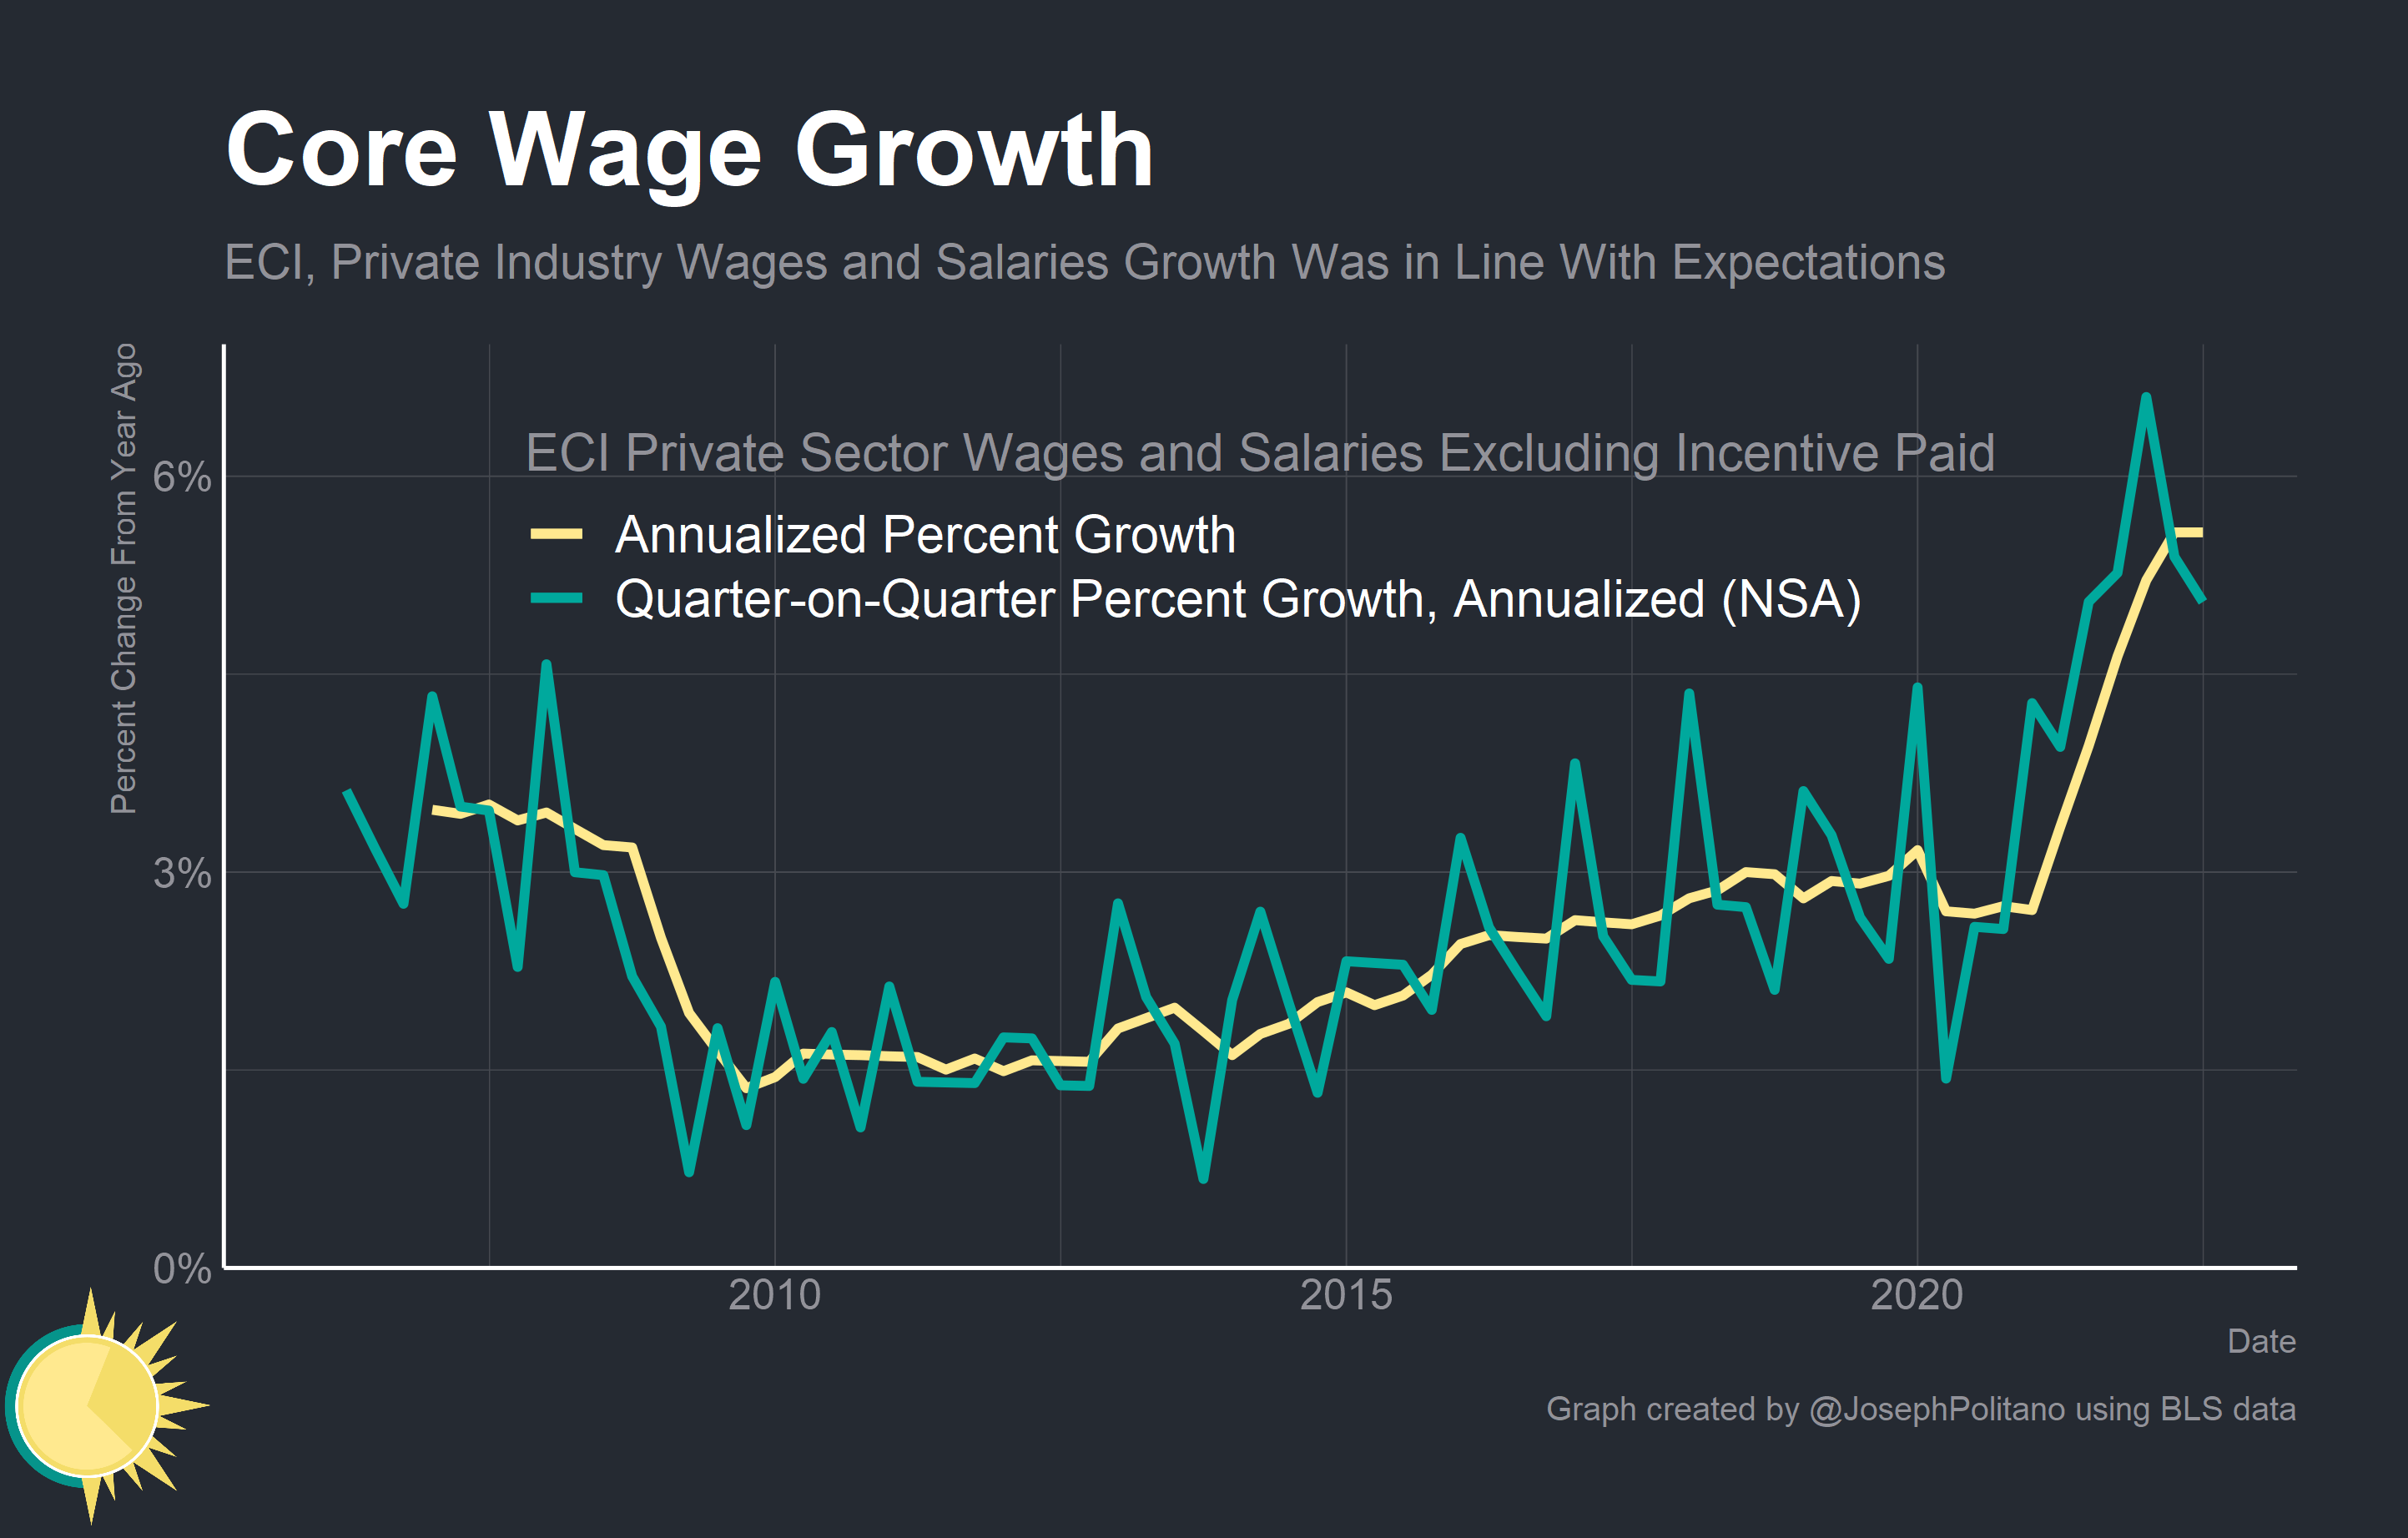 Core Wage Growth
ECI, Private Industry Wages and Salaries Growth Was in Line With Expectations
Percent Change From Year Ago
6%
3%
0%
ECI Private Sector Wages and Salaries Excluding Incentive Paid
Annualized Percent Growth
Quarter-on-Quarter Percent Growth, Annualized (NSA)
2010
2015
2020
Date
Graph created by @JosephPolitano using BLS data